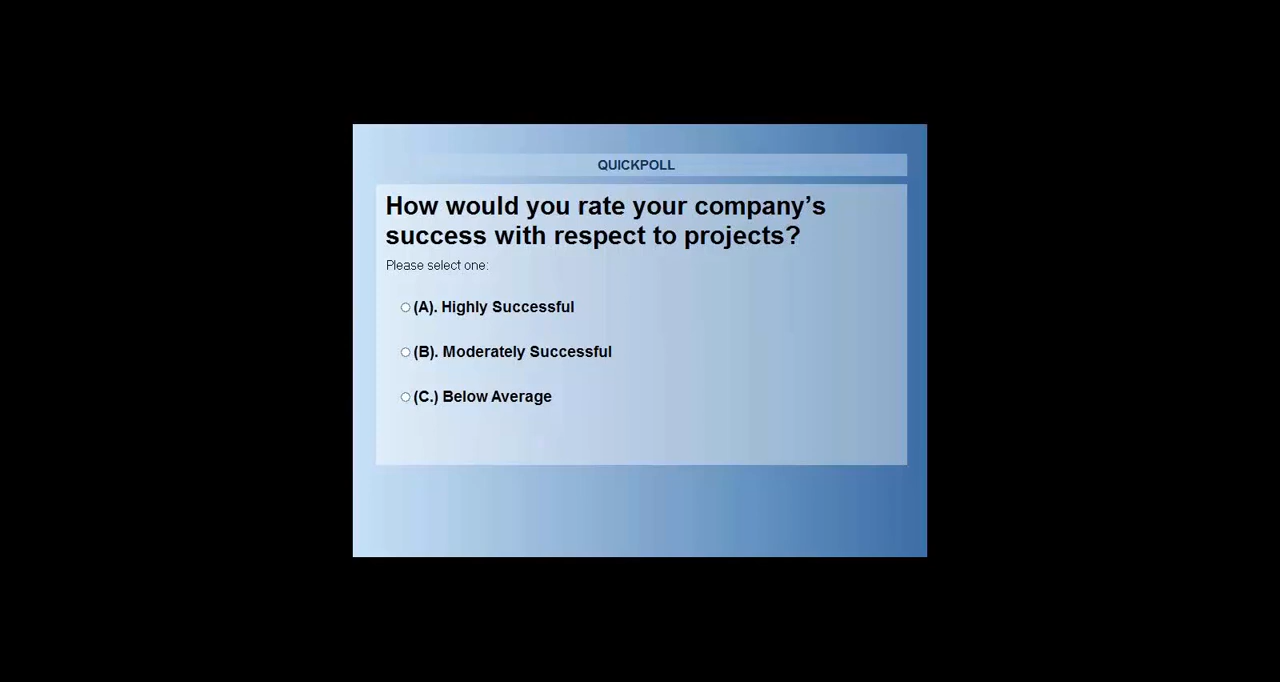 QUICKPOLL
How would you rate your company’s
success with respect to projects?
Please select one:
(A). Highly Successful
(B). Moderately Successful
(C.) Below Average